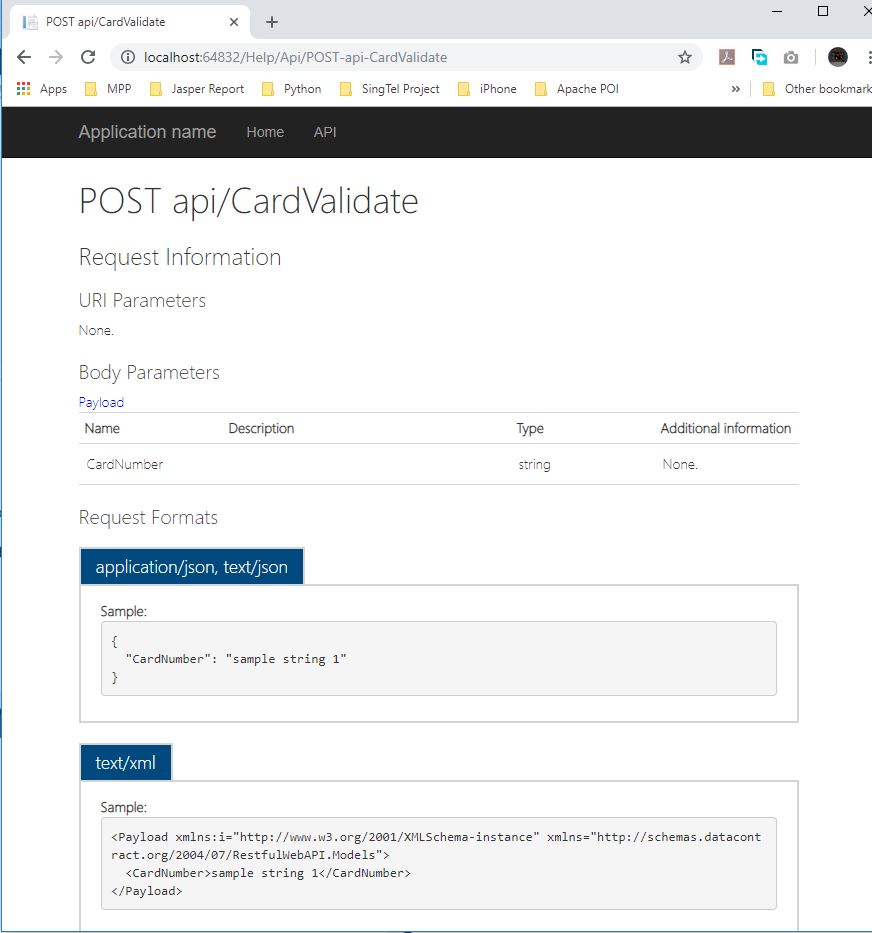 POST api/CardValidate
localhost:64832/Help/Api/POST-api-CardValidate
Apps MPP Jasper Report Python SingTel Project iPhone Apache POI » Other bookmark
Application name Home API
POST api/CardValidate
Request Information
URI Parameters
None.
Body Parameters
Payload
Name Description Type Additional information
CardNumber string None.
Request Formats
application/json, text/json
Sample:
{
"CardNumber": "sample string 1"
}
text/xml
Sample:
<Payload xmlns:i="http://www.w3.org/2001/XMLSchema-instance" xmlns="http://schemas.datacont
ract.org/2004/07/RestfulWebAPI.Models">
<CardNumber>sample string 1</CardNumber>
</Payload>